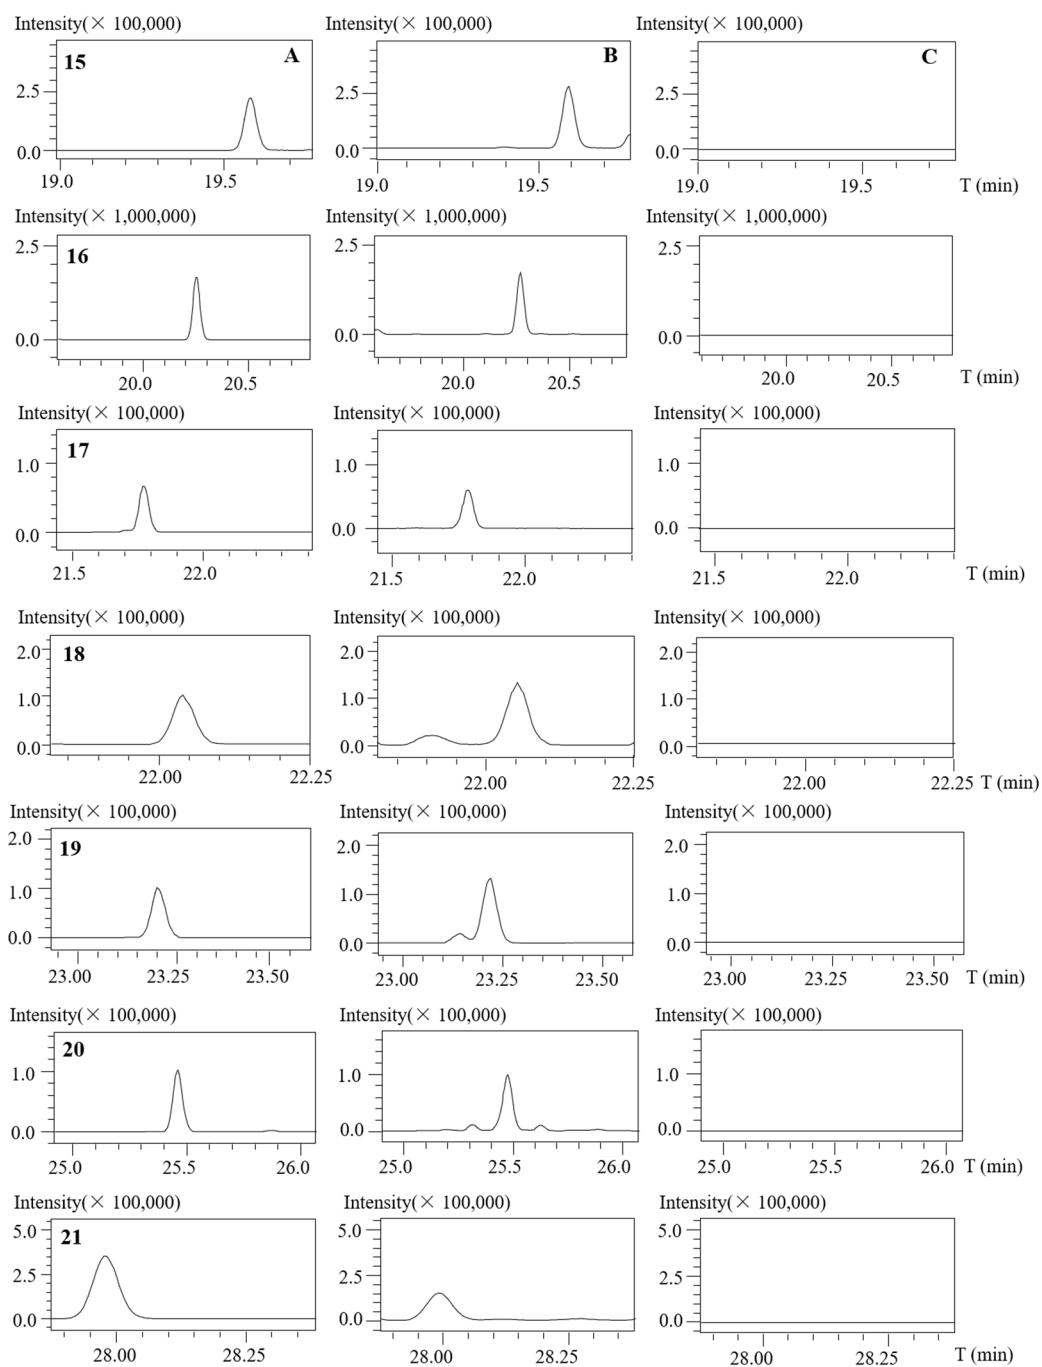 Intensity(× 100,000) Intensity(× 100,000) Intensity(× 100,000)
15 A B C
2.5 2.5 2.5
0.0 0.0 0.0
19.0 19.5 19.0 19.5 19.0 19.5 T (min)
Intensity(× 1,000,000) Intensity(× 1,000,000) Intensity(× 1,000,000)
2.5 2.5 2.5
16
0.0 0.0 0.0
20.0 20.5 20.0 20.5 20.0 20.5 T (min)
Intensity(× 100,000) Intensity(× 100,000) Intensity(× 100,000)
17
1.0 1.0 1.0
0.0 0.0 0.0
21.5 22.0 21.5 22.0 21.5 22.0 T (min)
Intensity(× 100,000) Intensity(× 100,000) Intensity(× 100,000)
2.0 18 2.0 2.0
1.0 1.0 1.0
0.0 0.0 0.0
22.00 22.25 22.00 22.25 22.00 22.25 T (min)
Intensity(× 100,000) Intensity(× 100,000) Intensity(× 100,000)
2.0 19 2.0 2.0
1.0 1.0 1.0
0.0 0.0 0.0
23.00 23.25 23.50 23.00 23.25 23.50 23.00 23.25 23.50 T (min)
Intensity(× 100,000) Intensity(× 100,000) Intensity(× 100,000)
20
1.0 1.0 1.0
0.0 0.0 0.0
25.0 25.5 26.0 25.0 25.5 26.0 25.0 25.5 26.0 T (min)
Intensity(× 100,000) Intensity(× 100,000) Intensity(× 100,000)
5.0 21 5.0 5.0
2.5 2.5 2.5
0.0 0.0 0.0
28.00 28.25 28.00 28.25 28.00 28.25 T (min)